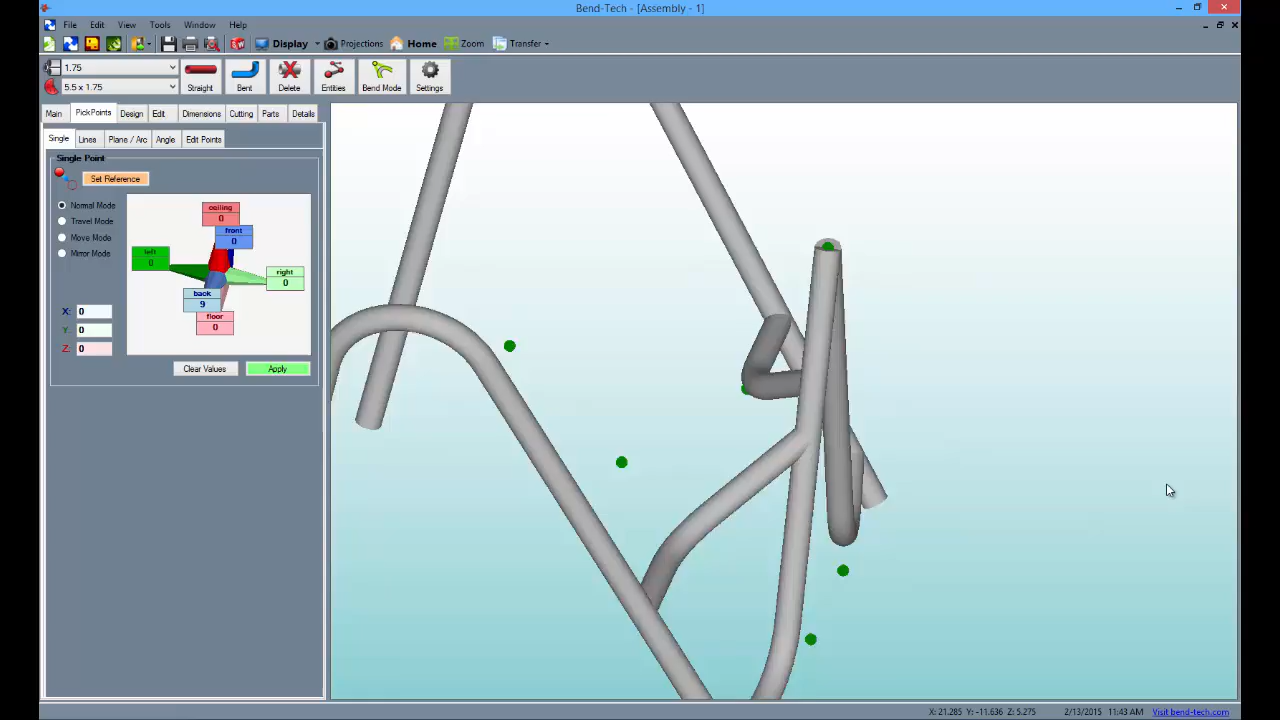 Bend-Tech - [Assembly - 1]
File Edit View Tools Window Help
Display Projections Home Zoom Transfer
1.75
5.5 x 1.75
Straight Bent Delete Entities Bend Mode Settings
Main PickPoints Design Edit Dimensions Cutting Parts Details
Single Lines Plane / Arc Angle Edit Points
Single Point
Set Reference
Normal Mode
Travel Mode
Move Mode
Mirror Mode
ceiling
0
front
0
left
0
right
0
back
9
floor
0
X: 0
Y: 0
Z: 0
Clear Values Apply
X: 21.285 Y: -11.636 Z: 5.275 2/13/2015 11:43 AM Visit bend-tech.com